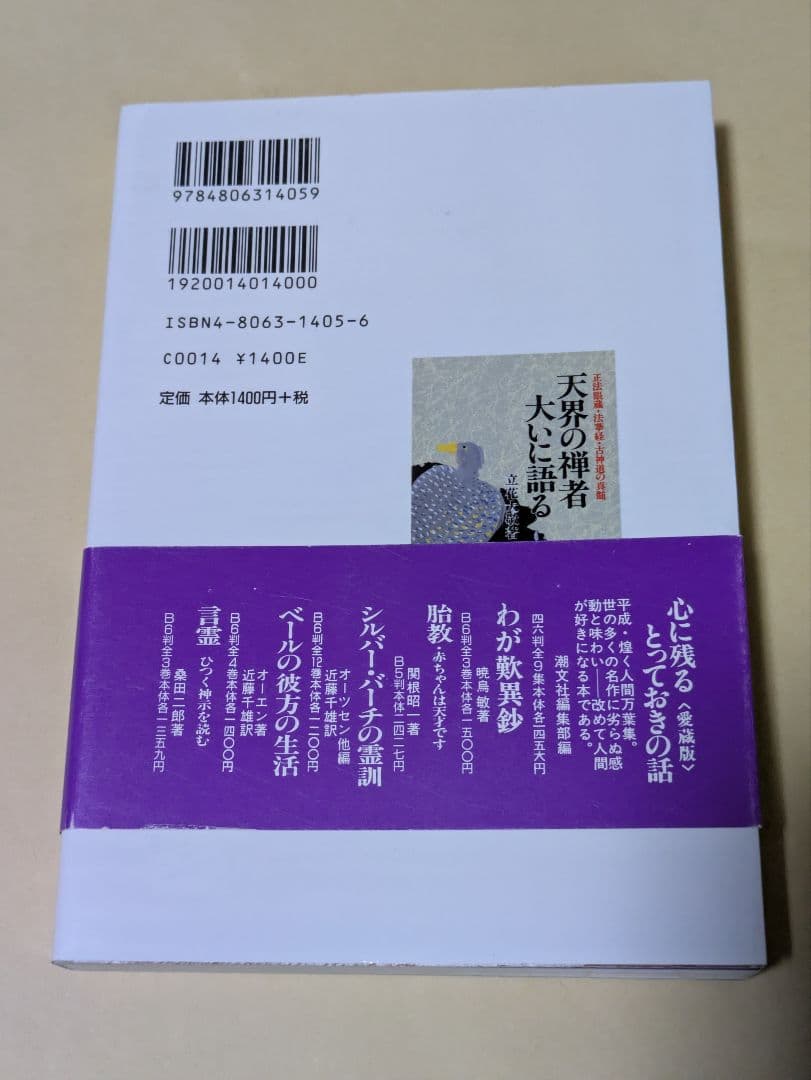 9784806314059
1920014014000
ISBN4-8063-1405-6
C0014 ¥1400E
定価 本体1400円+税
正法眼蔵・法華経・古神道の真髄
天界の禅者
大いに語る
立花
心に残る〈愛蔵版〉
とっておきの話
平成・煌く人間万葉集。
世の多くの名作に劣らぬ感
動と味わい――改めて人間
が好きになる本である。
潮文社編集部編
四六判全9集本体各一一四五六円
わが歎異鈔
暁烏敏著
B6判全3巻本体各一五〇〇円
胎教・赤ちゃんは天才です
関根昭一著
B5判本体二一四二七円
シルバー・バーチの霊訓
オーツセン他編
近藤千雄訳
B6判全12巻本体各一二〇〇円
ベールの彼方の生活
オーエン著
近藤千雄訳
B6判全4巻本体各一四〇〇円
言霊 ひつく神示を読む
桑田二郎著
B6判全3巻本体各一三五九円